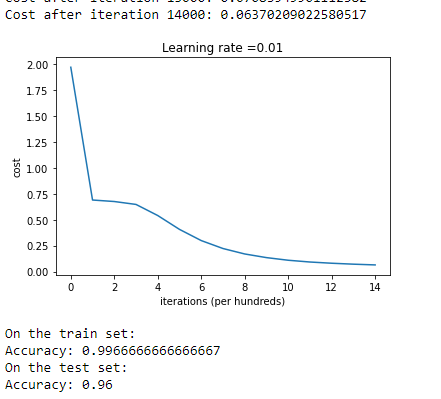 Cost after iteration 14000: 0.06370209022580517
Learning rate =0.01
2.00
1.75
1.50
1.25
1.00
0.75
0.50
0.25
0.00
cost
0 2 4 6 8 10 12 14
iterations (per hundreds)
On the train set:
Accuracy: 0.9966666666666667
On the test set:
Accuracy: 0.96